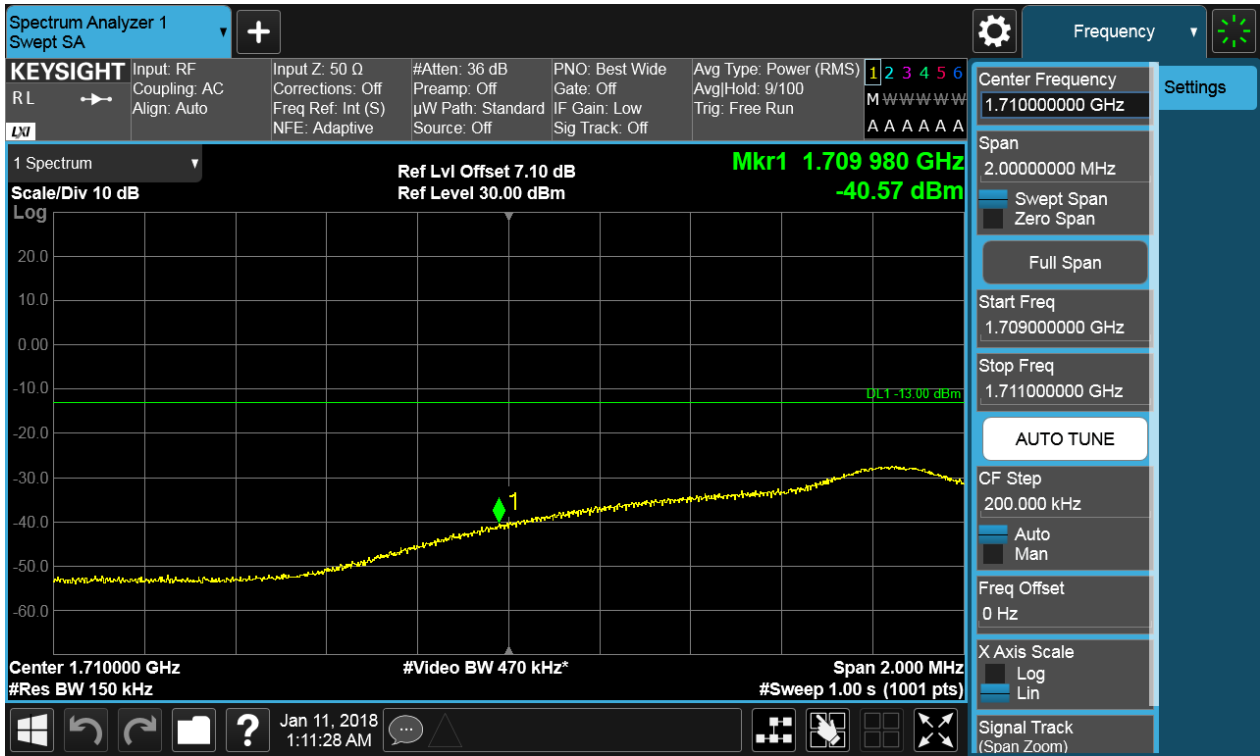 Spectrum Analyzer 1
Swept SA
Frequency
KEYSIGHT
R L
LXI
Input: RF
Coupling: AC
Align: Auto
Input Z: 50 Ω
Corrections: Off
Freq Ref: Int (S)
NFE: Adaptive
#Atten: 36 dB
Preamp: Off
µW Path: Standard
Source: Off
PNO: Best Wide
Gate: Off
IF Gain: Low
Sig Track: Off
Avg Type: Power (RMS)
Avg|Hold: 9/100
Trig: Free Run
1 2 3 4 5 6
M W W W W W
A A A A A A
1 Spectrum
Scale/Div 10 dB
Log
Ref Lvl Offset 7.10 dB
Ref Level 30.00 dBm
Mkr1 1.709 980 GHz
-40.57 dBm
20.0
10.0
0.00
-10.0
-20.0
-30.0
-40.0
-50.0
-60.0
DL1 -13.00 dBm
1
Center 1.710000 GHz
#Res BW 150 kHz
#Video BW 470 kHz*
Span 2.000 MHz
#Sweep 1.00 s (1001 pts)
Center Frequency
1.710000000 GHz
Span
2.00000000 MHz
Swept Span
Zero Span
Full Span
Start Freq
1.709000000 GHz
Stop Freq
1.711000000 GHz
AUTO TUNE
CF Step
200.000 kHz
Auto
Man
Freq Offset
0 Hz
X Axis Scale
Log
Lin
Signal Track
(Span Zoom)
Settings
?
Jan 11, 2018
1:11:28 AM